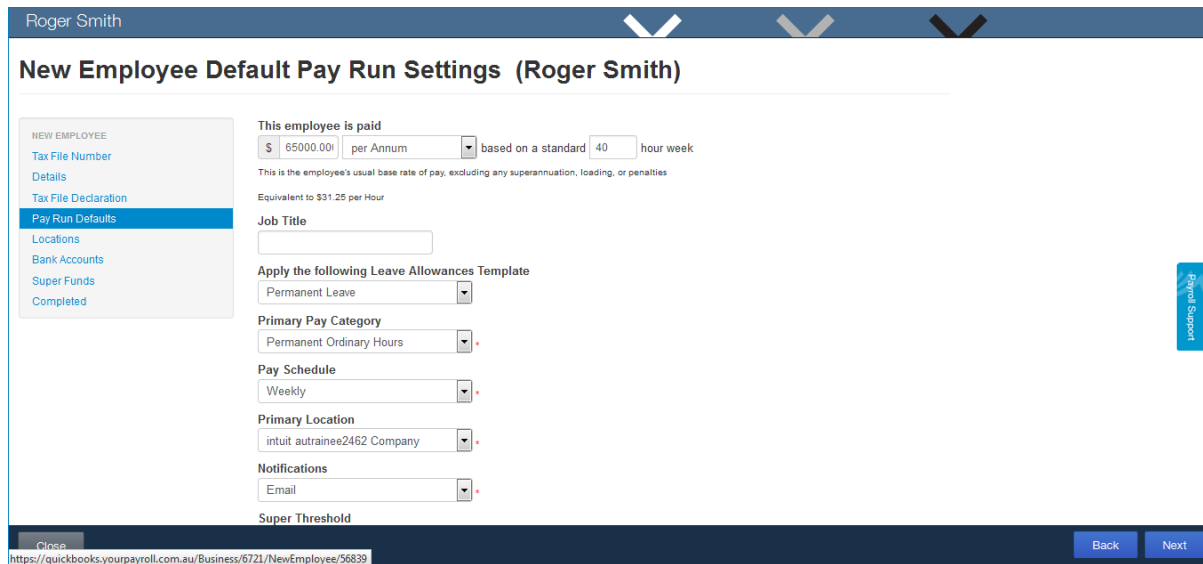 Roger Smith
New Employee Default Pay Run Settings (Roger Smith)
NEW EMPLOYEE
Tax File Number
Details
Tax File Declaration
Pay Run Defaults
Locations
Bank Accounts
Super Funds
Completed
This employee is paid
$ 65000.00 per Annum based on a standard 40 hour week
This is the employee's usual base rate of pay, excluding any superannuation, loading, or penalties
Equivalent to $31.25 per Hour
Job Title
Apply the following Leave Allowances Template
Permanent Leave
Primary Pay Category
Permanent Ordinary Hours *
Pay Schedule
Weekly *
Primary Location
intuit autrainee2462 Company *
Notifications
Email *
Super Threshold
Payroll Support
Close
Back Next
https://quickbooks.yourpayroll.com.au/Business/6721/NewEmployee/56839